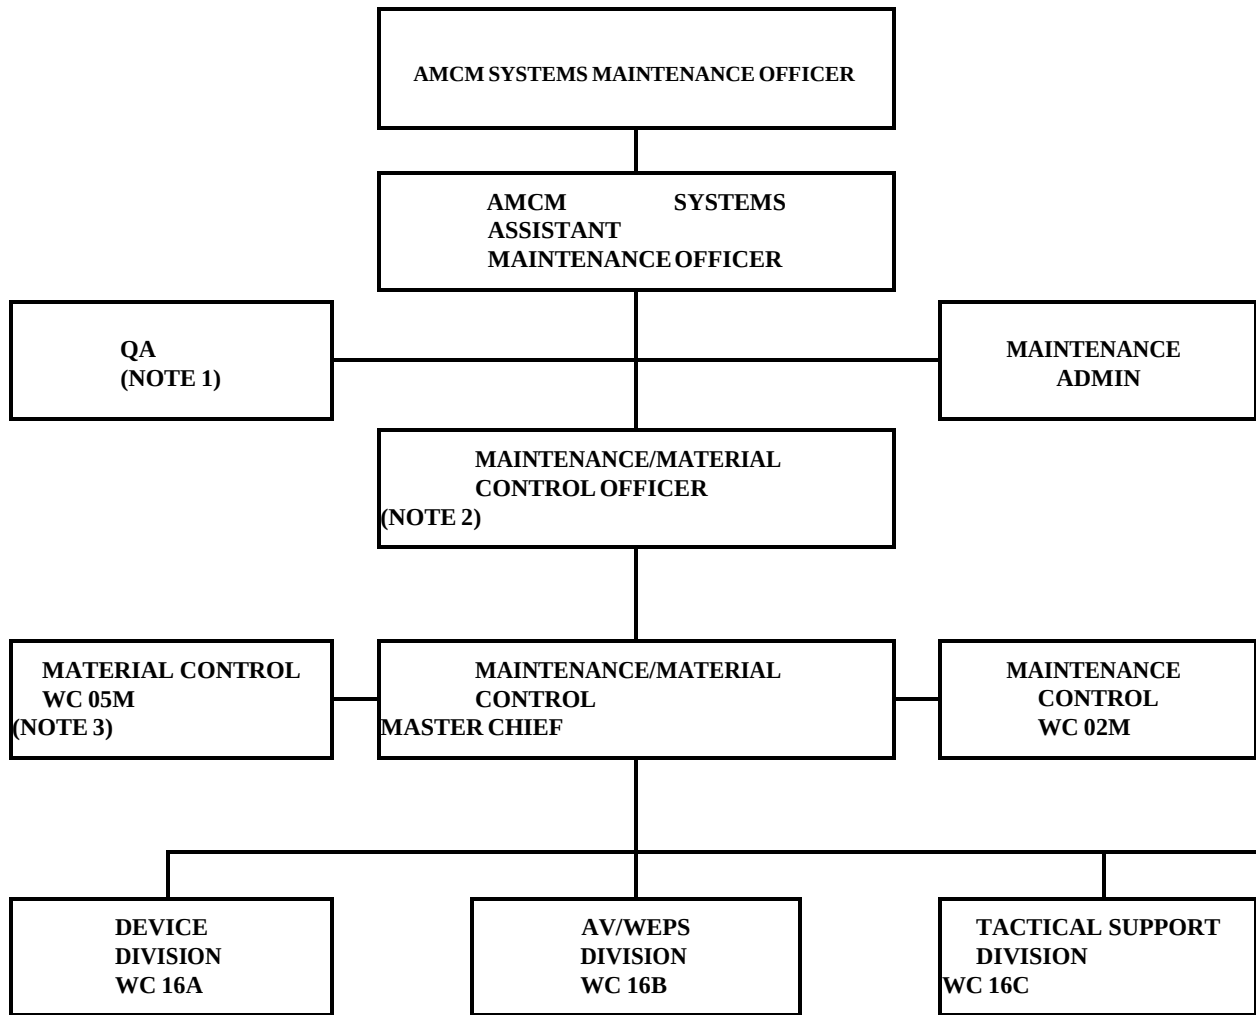 AMCM SYSTEMS MAINTENANCE OFFICER
AMCM SYSTEMS
ASSISTANT
MAINTENANCE OFFICER
QA
(NOTE 1)
MAINTENANCE
ADMIN
MAINTENANCE/MATERIAL
CONTROL OFFICER
(NOTE 2)
MATERIAL CONTROL
WC 05M
(NOTE 3)
MAINTENANCE/MATERIAL
CONTROL
MASTER CHIEF
MAINTENANCE
CONTROL
WC 02M
DEVICE
DIVISION
WC 16A
AV/WEPS
DIVISION
WC 16B
TACTICAL SUPPORT
DIVISION
WC 16C